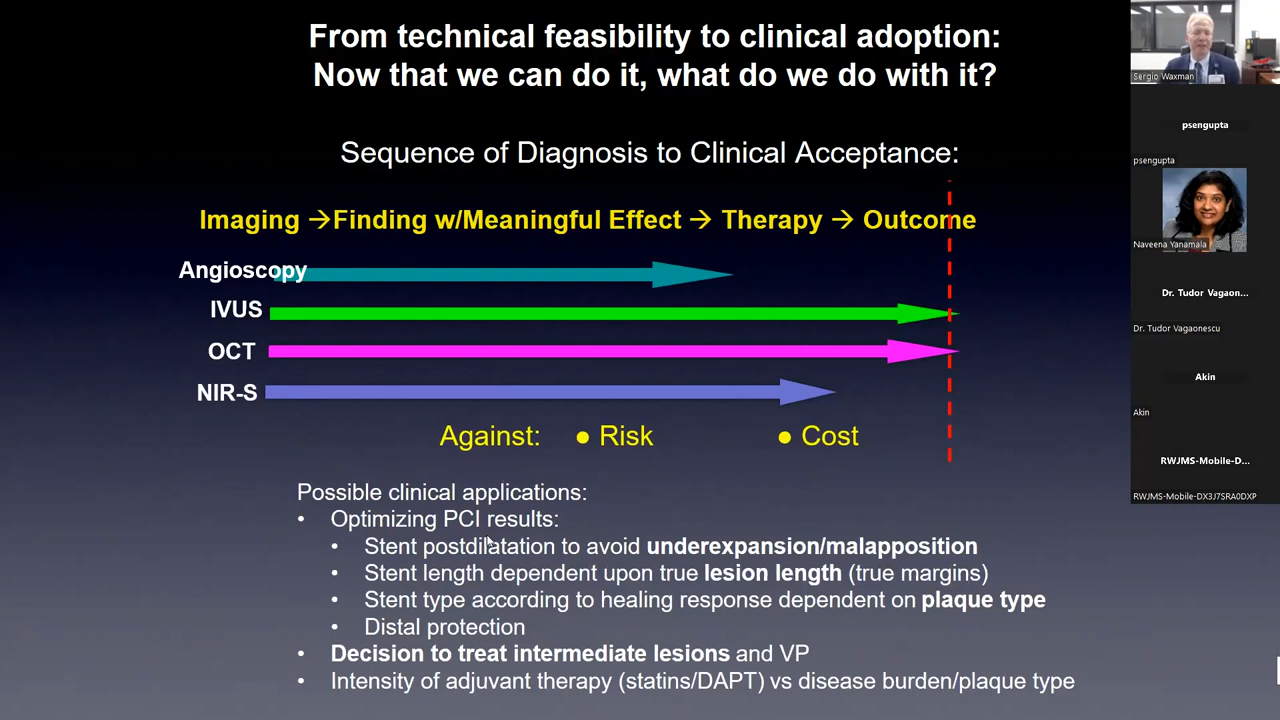 From technical feasibility to clinical adoption:
Now that we can do it, what do we do with it?
Sequence of Diagnosis to Clinical Acceptance:
Imaging →Finding w/Meaningful Effect → Therapy → Outcome
Angioscopy
IVUS
OCT
NIR-S
Against: ● Risk ● Cost
Possible clinical applications:
• Optimizing PCI results:
• Stent postdilatation to avoid underexpansion/malapposition
• Stent length dependent upon true lesion length (true margins)
• Stent type according to healing response dependent on plaque type
• Distal protection
• Decision to treat intermediate lesions and VP
• Intensity of adjuvant therapy (statins/DAPT) vs disease burden/plaque type
Sergio Waxman
psengupta
psengupta
Naveena Yanamala
Dr. Tudor Vagaon...
Dr. Tudor Vagaonescu
Akin
Akin
RWJMS-Mobile-D...
RWJMS-Mobile-DX3J7SRA0DXP